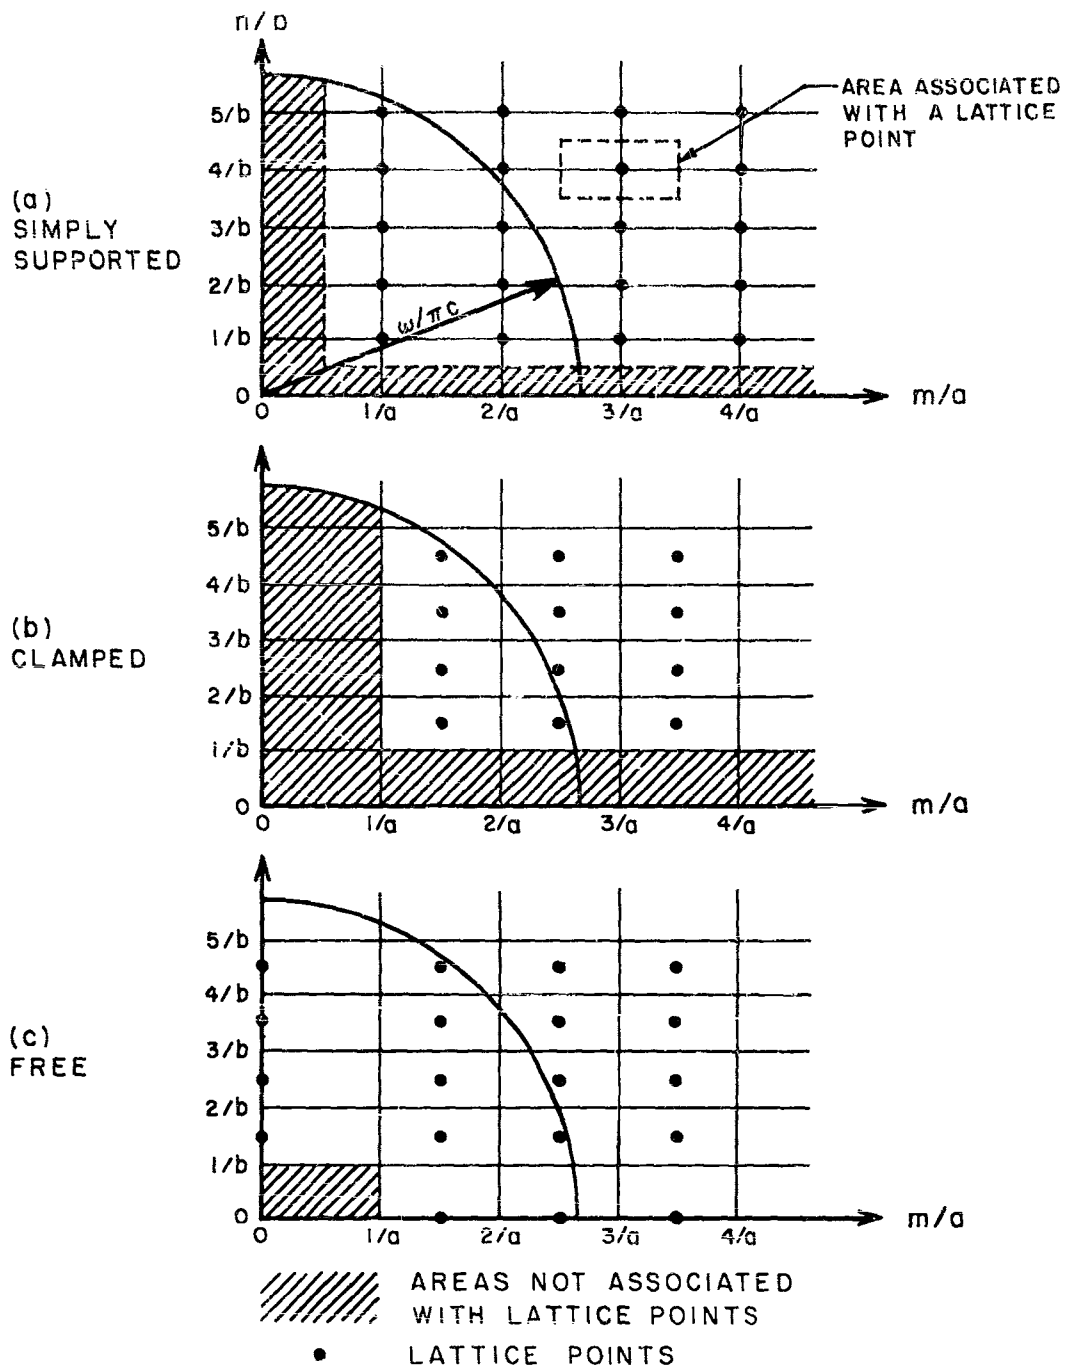 n/b
AREA ASSOCIATED
WITH A LATTICE
POINT
5/b
4/b
(a)
SIMPLY
SUPPORTED
3/b
2/b
ω/πc
1/b
0
m/a
0 1/a 2/a 3/a 4/a
5/b
4/b
(b)
CLAMPED
3/b
2/b
1/b
0
m/a
0 1/a 2/a 3/a 4/a
5/b
4/b
(c)
FREE
3/b
2/b
1/b
0
m/a
0 1/a 2/a 3/a 4/a
AREAS NOT ASSOCIATED
WITH LATTICE POINTS
LATTICE POINTS